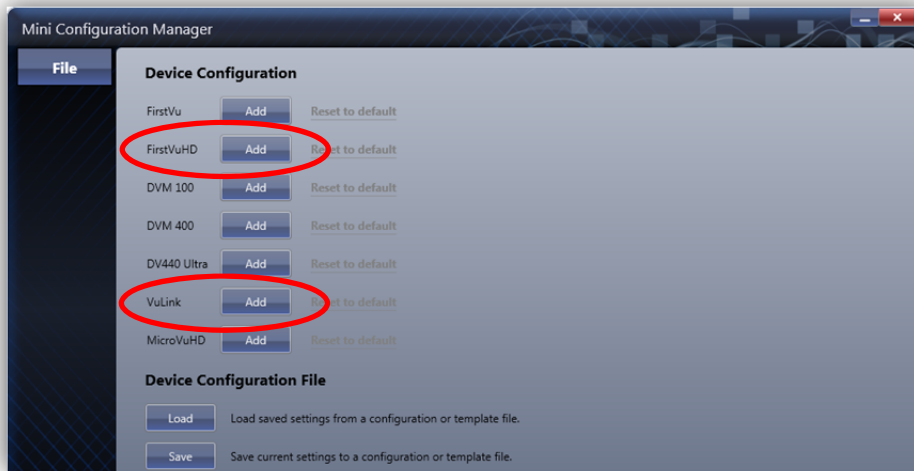 Mini Configuration Manager
File
Device Configuration
FirstVu Add Reset to default
FirstVuHD Add Reset to default
DVM 100 Add Reset to default
DVM 400 Add Reset to default
DV440 Ultra Add Reset to default
VuLink Add Reset to default
MicroVuHD Add Reset to default
Device Configuration File
Load Load saved settings from a configuration or template file.
Save Save current settings to a configuration or template file.